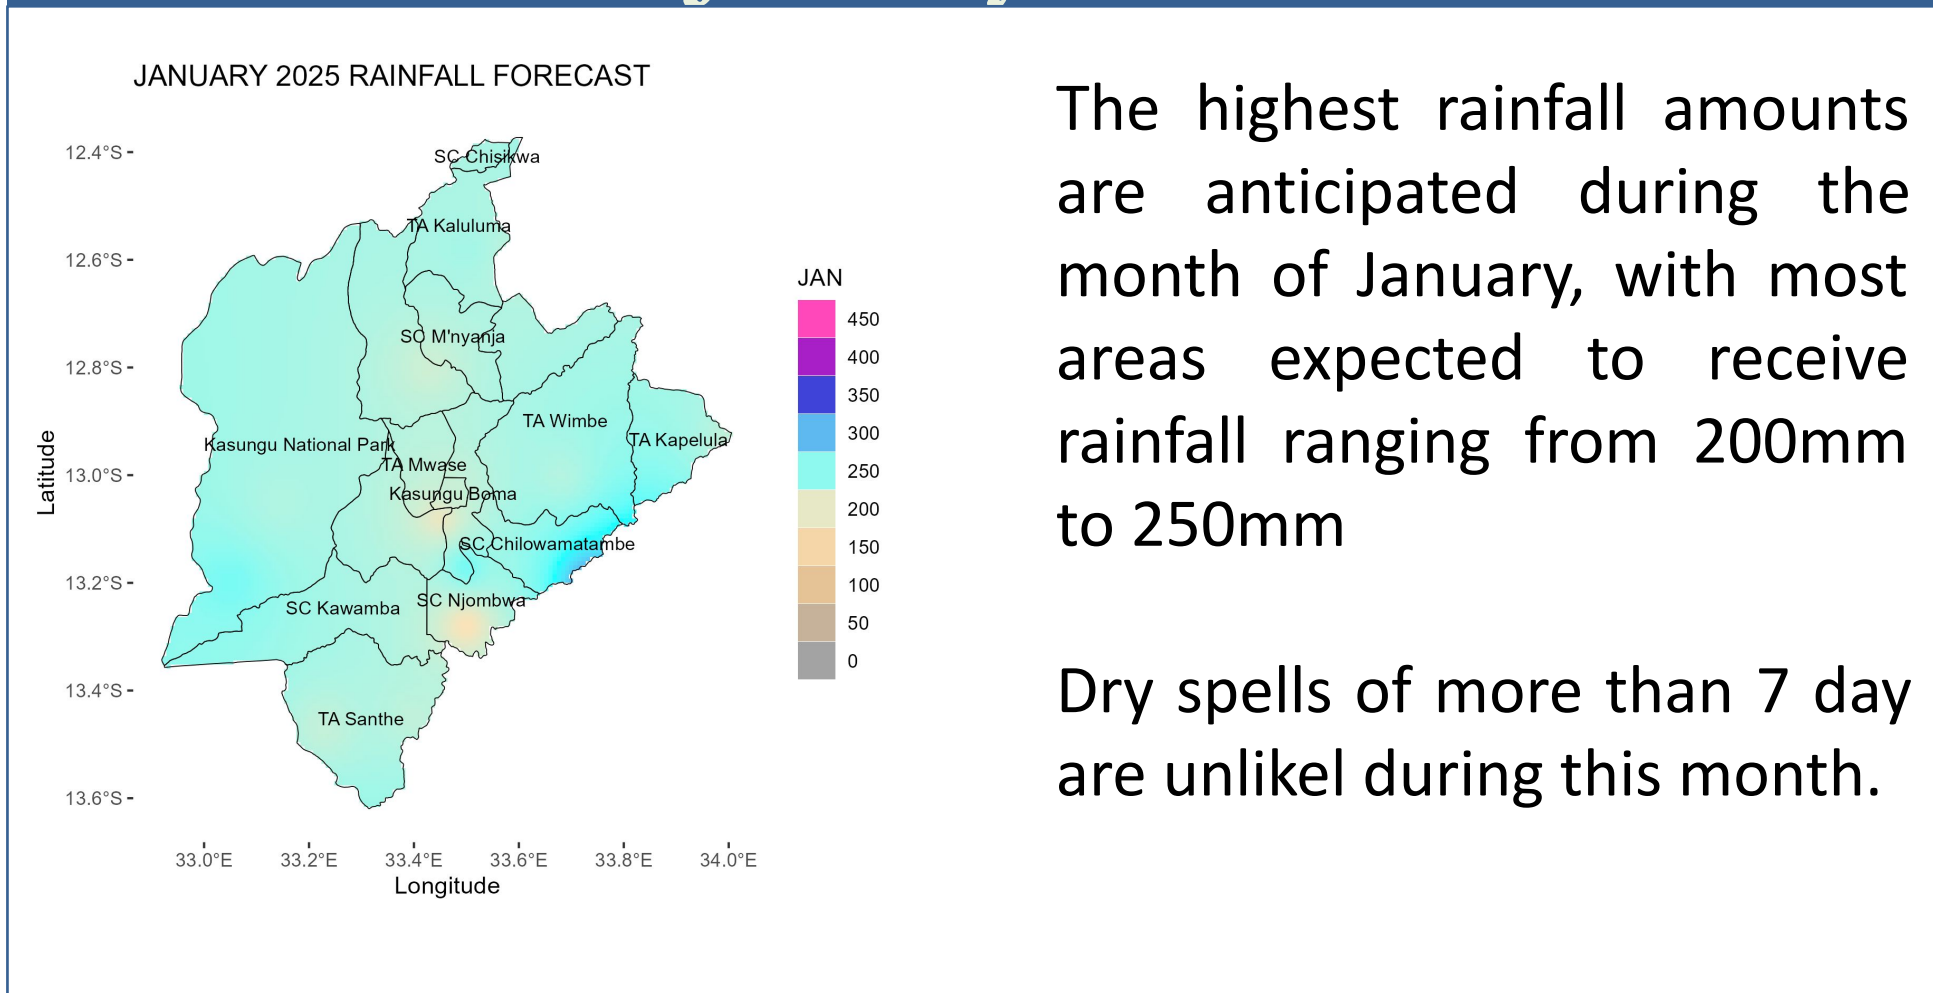 JANUARY 2025 RAINFALL FORECAST
12.4°S
12.6°S
12.8°S
13.0°S
13.2°S
13.4°S
13.6°S
Latitude
SC Chisikwa
TA Kaluluma
SC M'nyanja
TA Wimbe
Kasungu National Park
TA Kapelula
TA Mwase
Kasungu Boma
SC Chilowamatambe
SC Kawamba
SC Njombwa
TA Santhe
33.0°E 33.2°E 33.4°E 33.6°E 33.8°E 34.0°E
Longitude
JAN
450
400
350
300
250
200
150
100
50
0
The highest rainfall amounts
are anticipated during the
month of January, with most
areas expected to receive
rainfall ranging from 200mm
to 250mm
Dry spells of more than 7 day
are unlikel during this month.